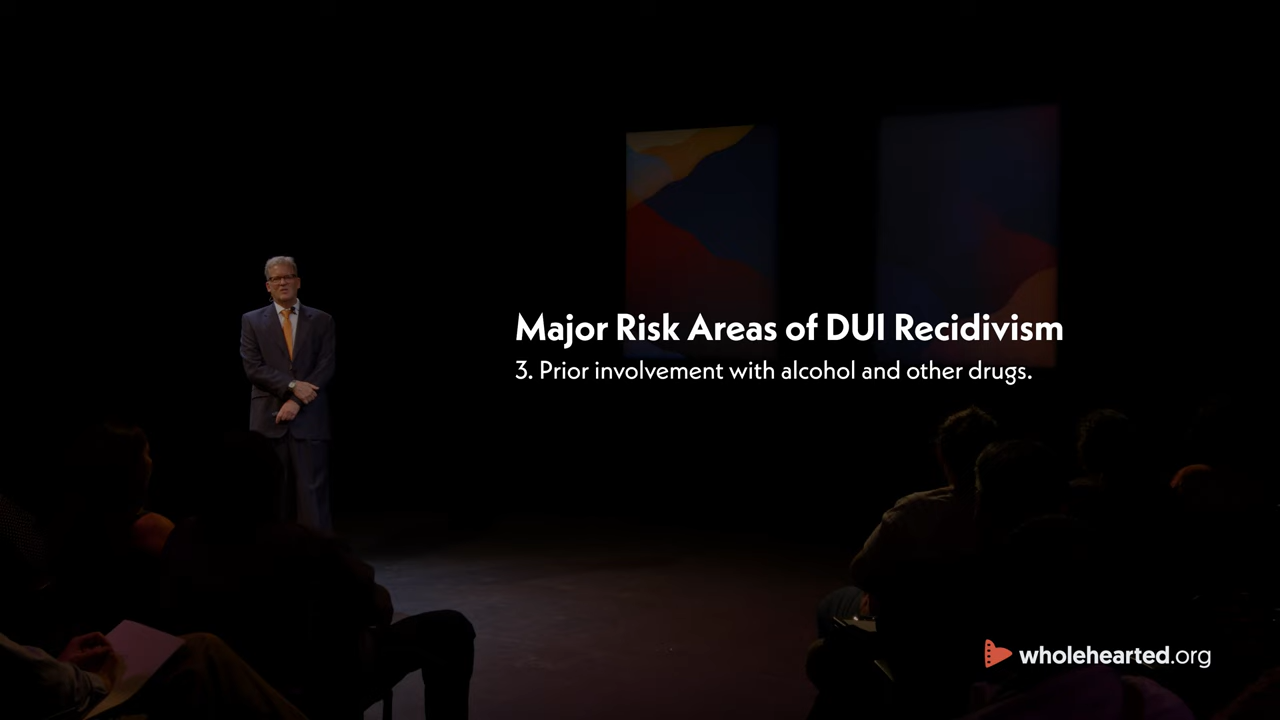 Major Risk Areas of DUI Recidivism
3. Prior involvement with alcohol and other drugs.
wholehearted.org